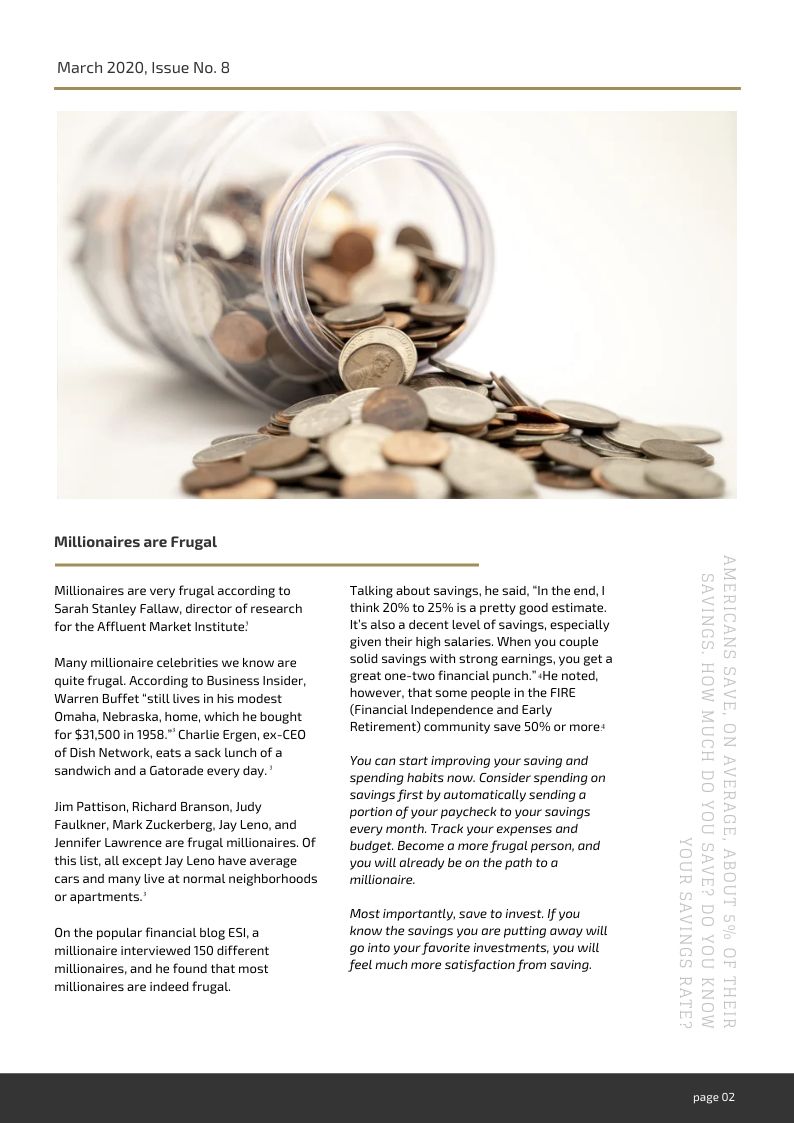 March 2020, Issue No. 8
Millionaires are Frugal
Millionaires are very frugal according to
Sarah Stanley Fallaw, director of research
for the Affluent Market Institute.
Many millionaire celebrities we know are
quite frugal. According to Business Insider,
Warren Buffet “still lives in his modest
Omaha, Nebraska, home, which he bought
for $31,500 in 1958.” Charlie Ergen, ex-CEO
of Dish Network, eats a sack lunch of a
sandwich and a Gatorade every day.
Jim Pattison, Richard Branson, Judy
Faulkner, Mark Zuckerberg, Jay Leno, and
Jennifer Lawrence are frugal millionaires. Of
this list, all except Jay Leno have average
cars and many live at normal neighborhoods
or apartments.³
On the popular financial blog ESI, a
millionaire interviewed 150 different
millionaires, and he found that most
millionaires are indeed frugal.
Talking about savings, he said, “In the end, I
think 20% to 25% is a pretty good estimate.
It’s also a decent level of savings, especially
given their high salaries. When you couple
solid savings with strong earnings, you get a
great one-two financial punch.”⁴He noted,
however, that some people in the FIRE
(Financial Independence and Early
Retirement) community save 50% or more.⁴
You can start improving your saving and
spending habits now. Consider spending on
savings first by automatically sending a
portion of your paycheck to your savings
every month. Track your expenses and
budget. Become a more frugal person, and
you will already be on the path to a
millionaire.
Most importantly, save to invest. If you
know the savings you are putting away will
go into your favorite investments, you will
feel much more satisfaction from saving.
AMERICANS SAVE, ON AVERAGE, ABOUT 5% OF THEIR
SAVINGS. HOW MUCH DO YOU SAVE? DO YOU KNOW
YOUR SAVINGS RATE?
page 02